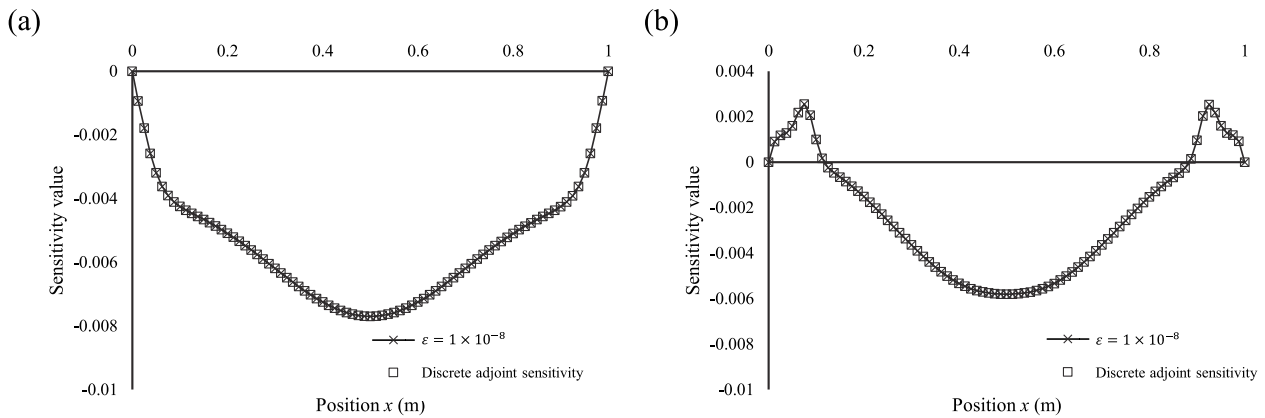 (a)
0 0.2 0.4 0.6 0.8 1
0
-0.002
-0.004
-0.006
-0.008
-0.01
Sensitivity value
ε = 1 × 10⁻⁸
Discrete adjoint sensitivity
Position x (m)
(b)
0 0.2 0.4 0.6 0.8 1
0.004
0.002
0
-0.002
-0.004
-0.006
-0.008
-0.01
Sensitivity value
ε = 1 × 10⁻⁸
Discrete adjoint sensitivity
Position x (m)